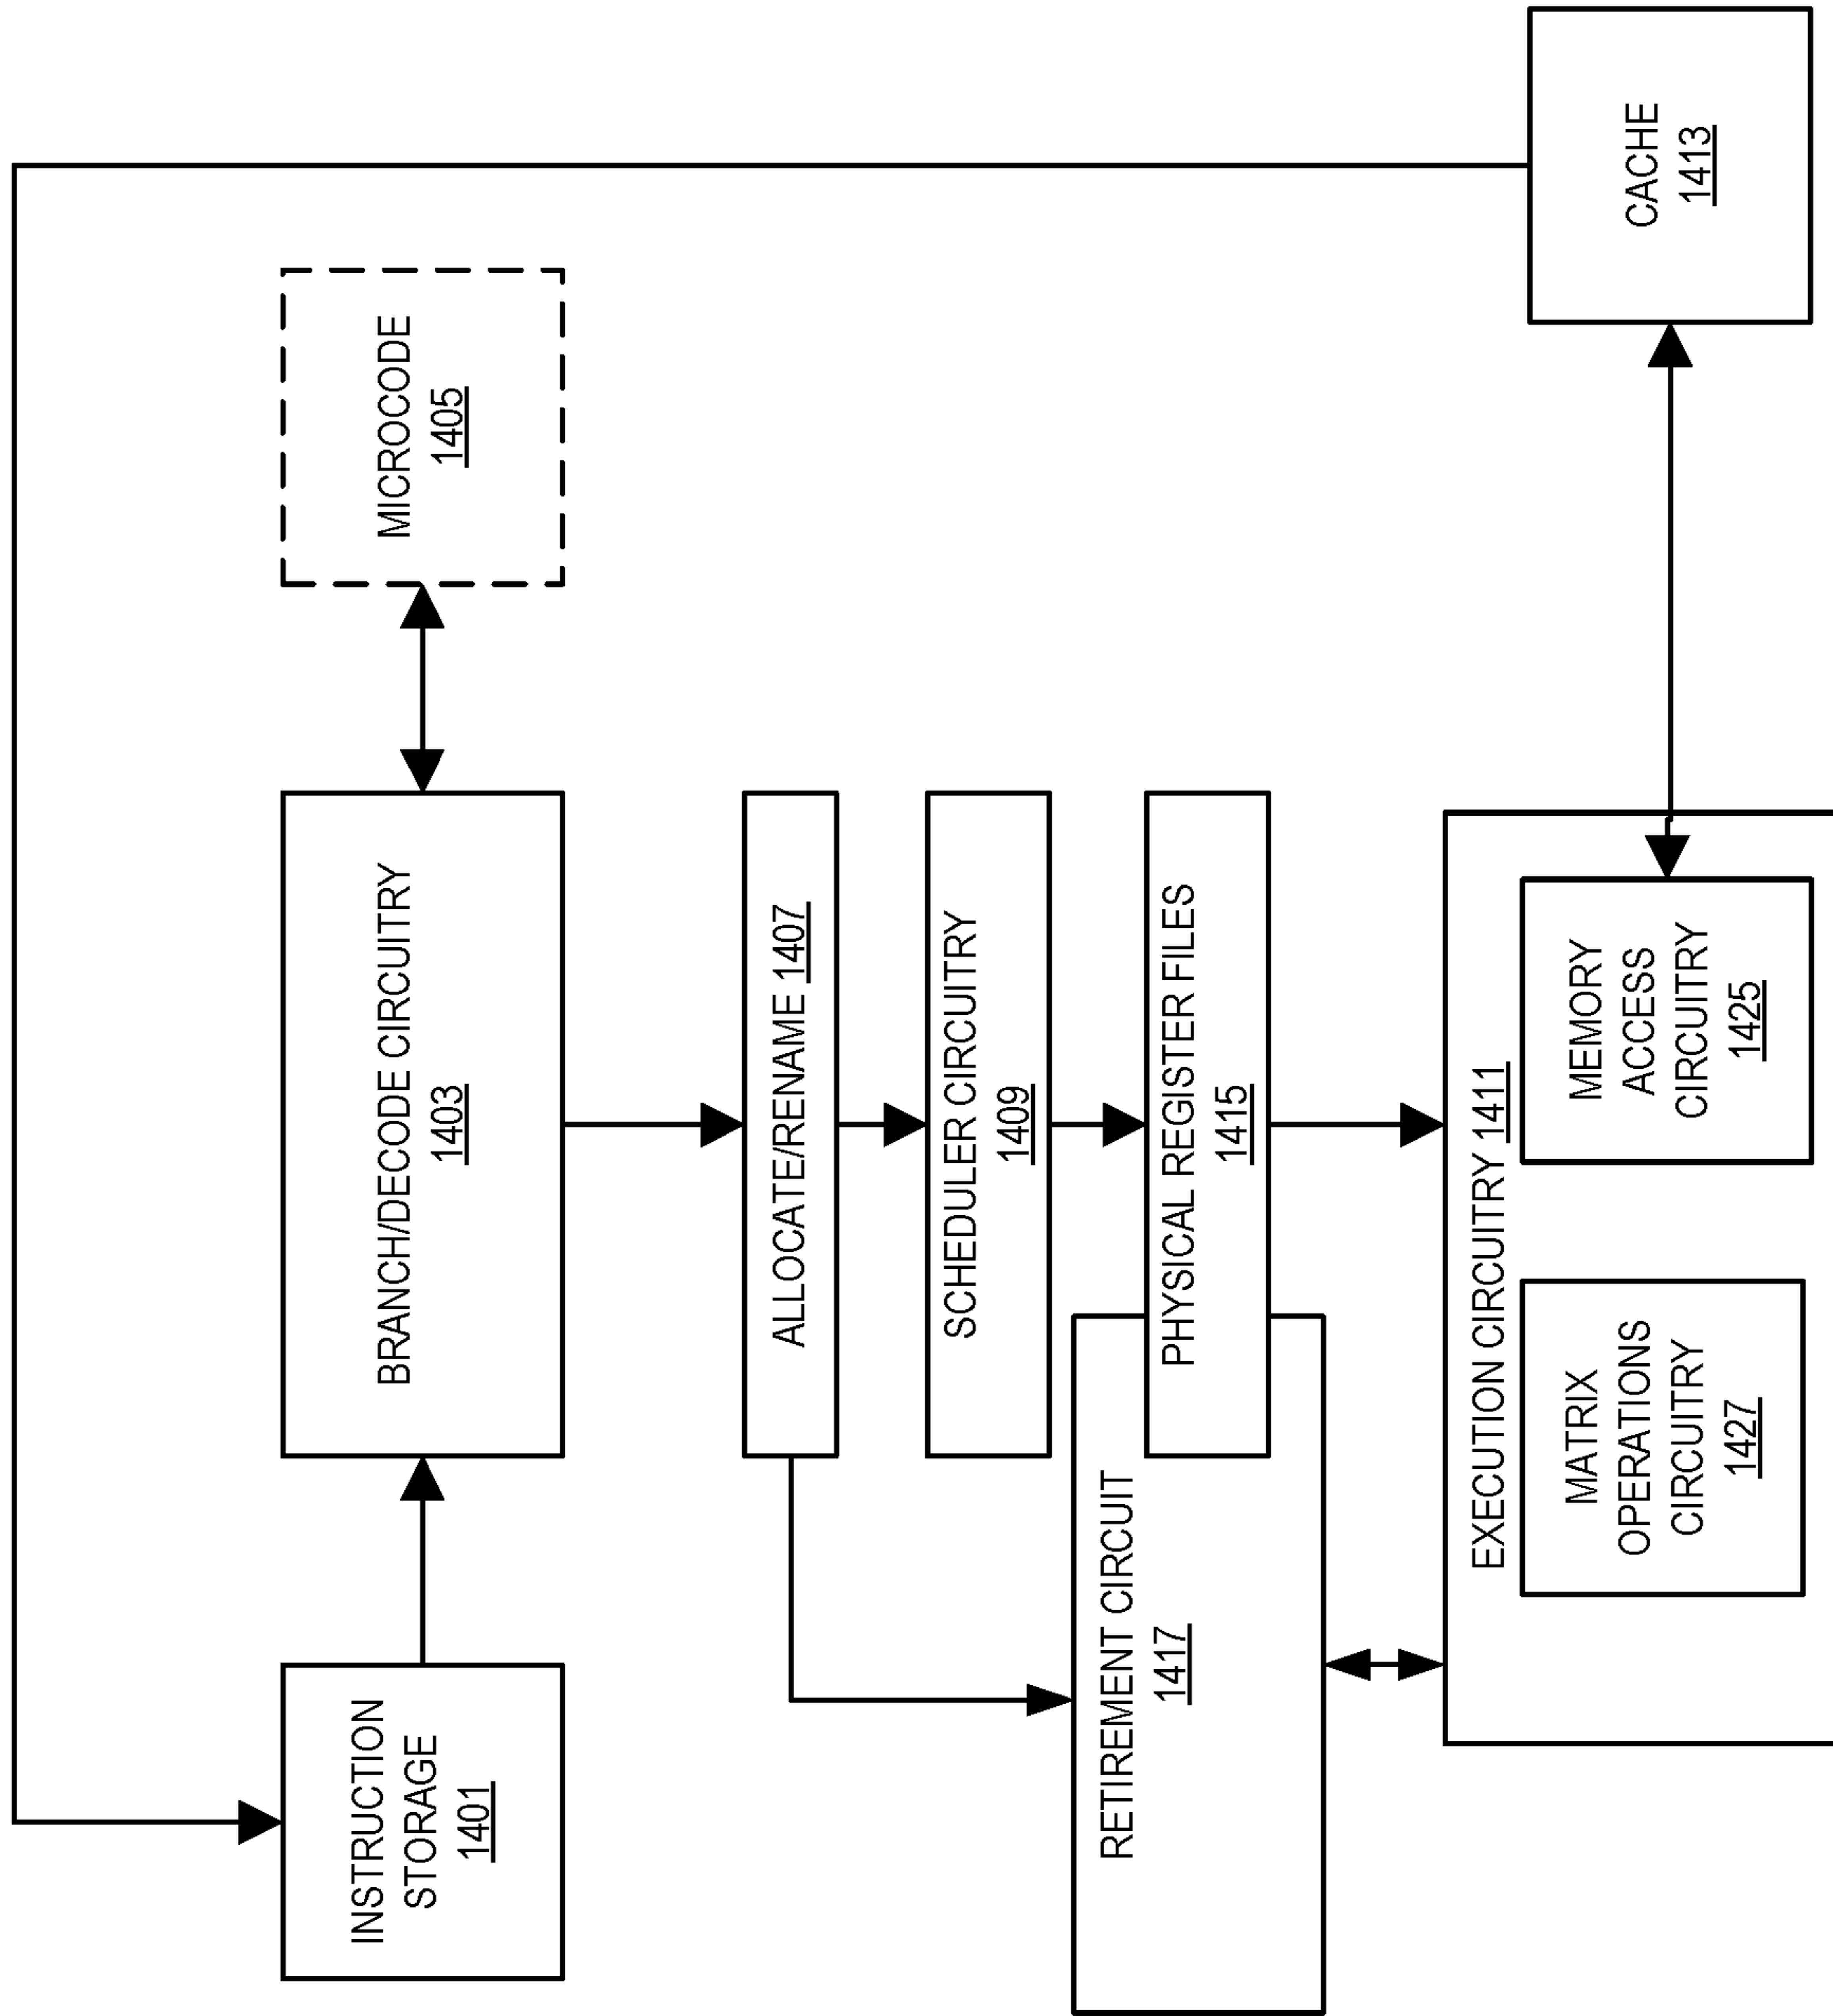 INSTRUCTION
STORAGE
1401
BRANCH/DECODE CIRCUITRY
1403
MICROCODE
1405
ALLOCATE/RENAME 1407
SCHEDULER CIRCUITRY
1409
RETIREMENT CIRCUIT
1417
PHYSICAL REGISTER FILES
1415
EXECUTION CIRCUITRY 1411
MATRIX
OPERATIONS
CIRCUITRY
1427
MEMORY
ACCESS
CIRCUITRY
1425
CACHE
1413